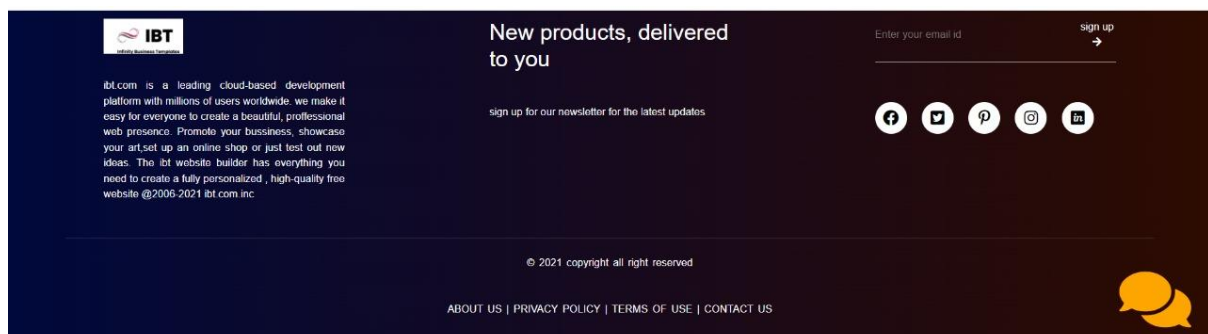 IBT
Infinity Business Templates
ibt.com is a leading cloud-based development
platform with millions of users worldwide. we make it
easy for everyone to create a beautiful, proffessional
web presence. Promote your bussiness, showcase
your art,set up an online shop or just test out new
ideas. The ibt website builder has everything you
need to create a fully personalized , high-quality free
website @2006-2021 ibt.com.inc
New products, delivered
to you
sign up for our newsletter for the latest updates
Enter your email id
sign up
© 2021 copyright all right reserved
ABOUT US | PRIVACY POLICY | TERMS OF USE | CONTACT US